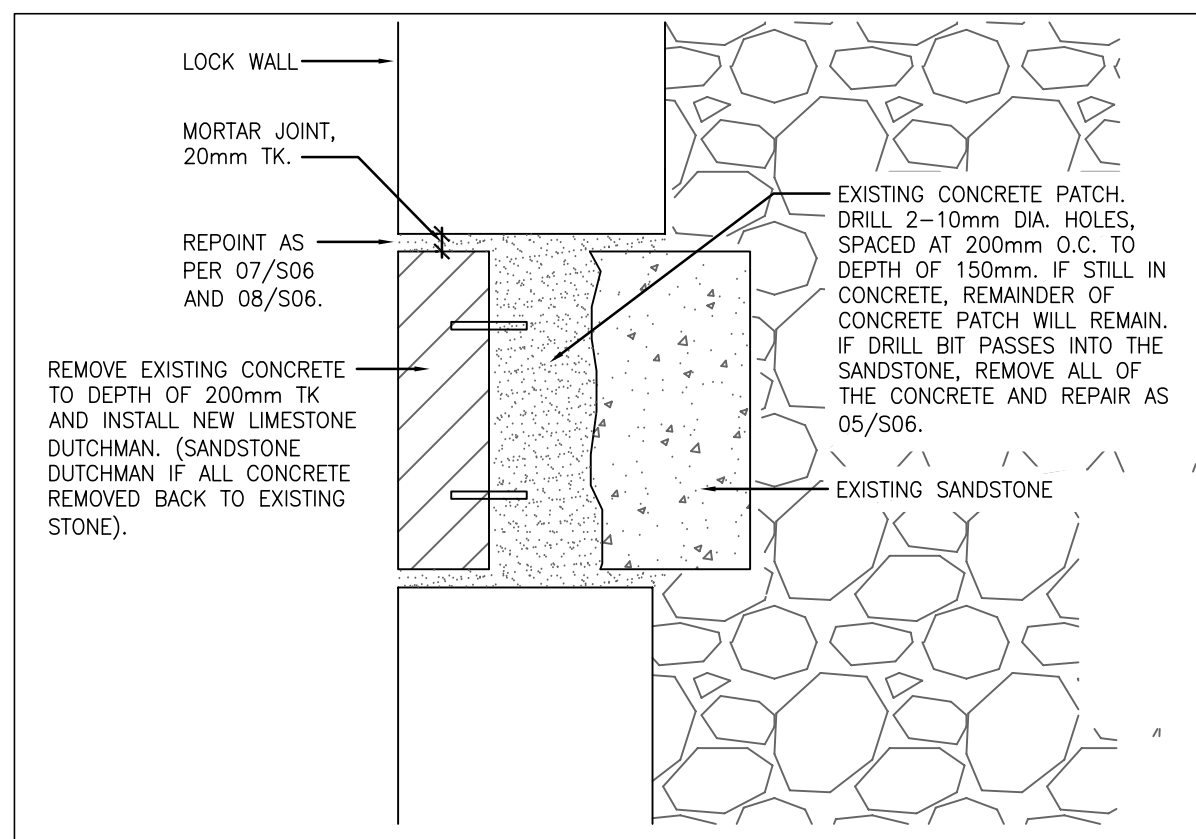 LOCK WALL
MORTAR JOINT,
20mm TK.
REPOINT AS
PER 07/S06
AND 08/S06.
REMOVE EXISTING CONCRETE
TO DEPTH OF 200mm TK
AND INSTALL NEW LIMESTONE
DUTCHMAN. (SANDSTONE
DUTCHMAN IF ALL CONCRETE
REMOVED BACK TO EXISTING
STONE).
EXISTING CONCRETE PATCH.
DRILL 2-10mm DIA. HOLES,
SPACED AT 200mm O.C. TO
DEPTH OF 150mm. IF STILL IN
CONCRETE, REMAINDER OF
CONCRETE PATCH WILL REMAIN.
IF DRILL BIT PASSES INTO THE
SANDSTONE, REMOVE ALL OF
THE CONCRETE AND REPAIR AS
05/S06.
EXISTING SANDSTONE